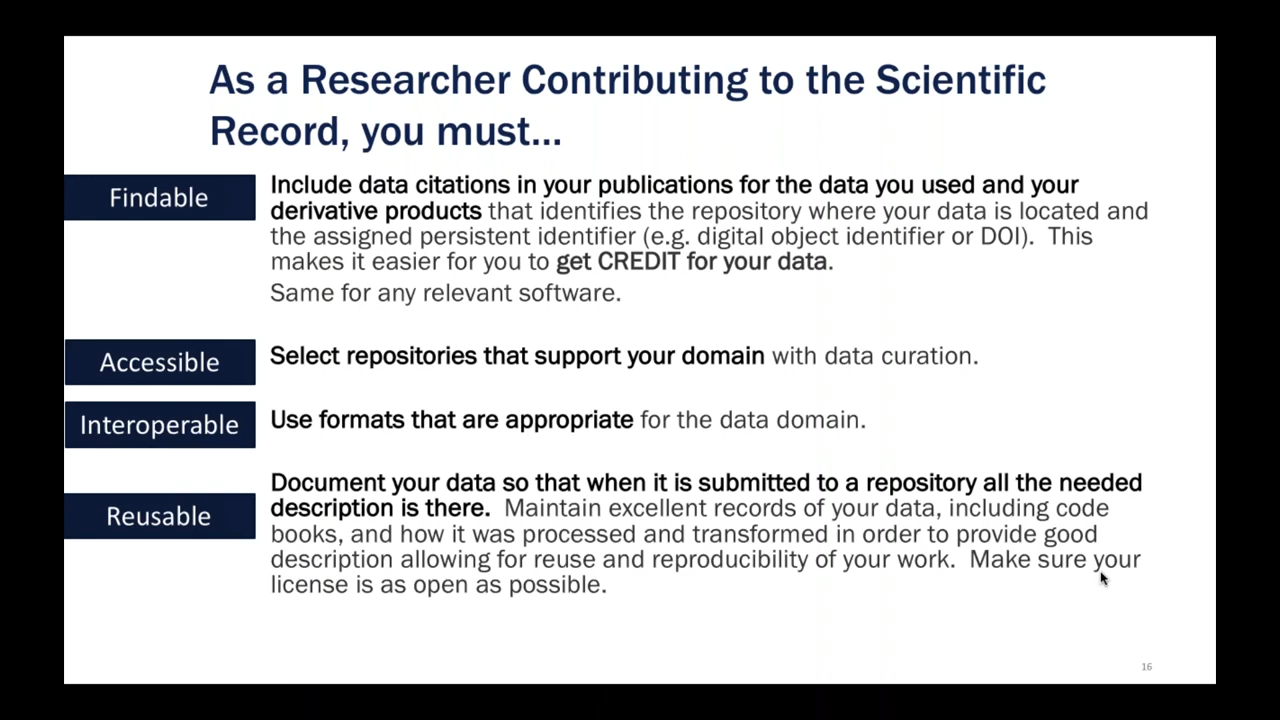 As a Researcher Contributing to the Scientific
Record, you must...
Findable
Include data citations in your publications for the data you used and your
derivative products that identifies the repository where your data is located and
the assigned persistent identifier (e.g. digital object identifier or DOI).  This
makes it easier for you to get CREDIT for your data.
Same for any relevant software.
Accessible
Select repositories that support your domain with data curation.
Interoperable
Use formats that are appropriate for the data domain.
Reusable
Document your data so that when it is submitted to a repository all the needed
description is there.  Maintain excellent records of your data, including code
books, and how it was processed and transformed in order to provide good
description allowing for reuse and reproducibility of your work.  Make sure your
license is as open as possible.
16